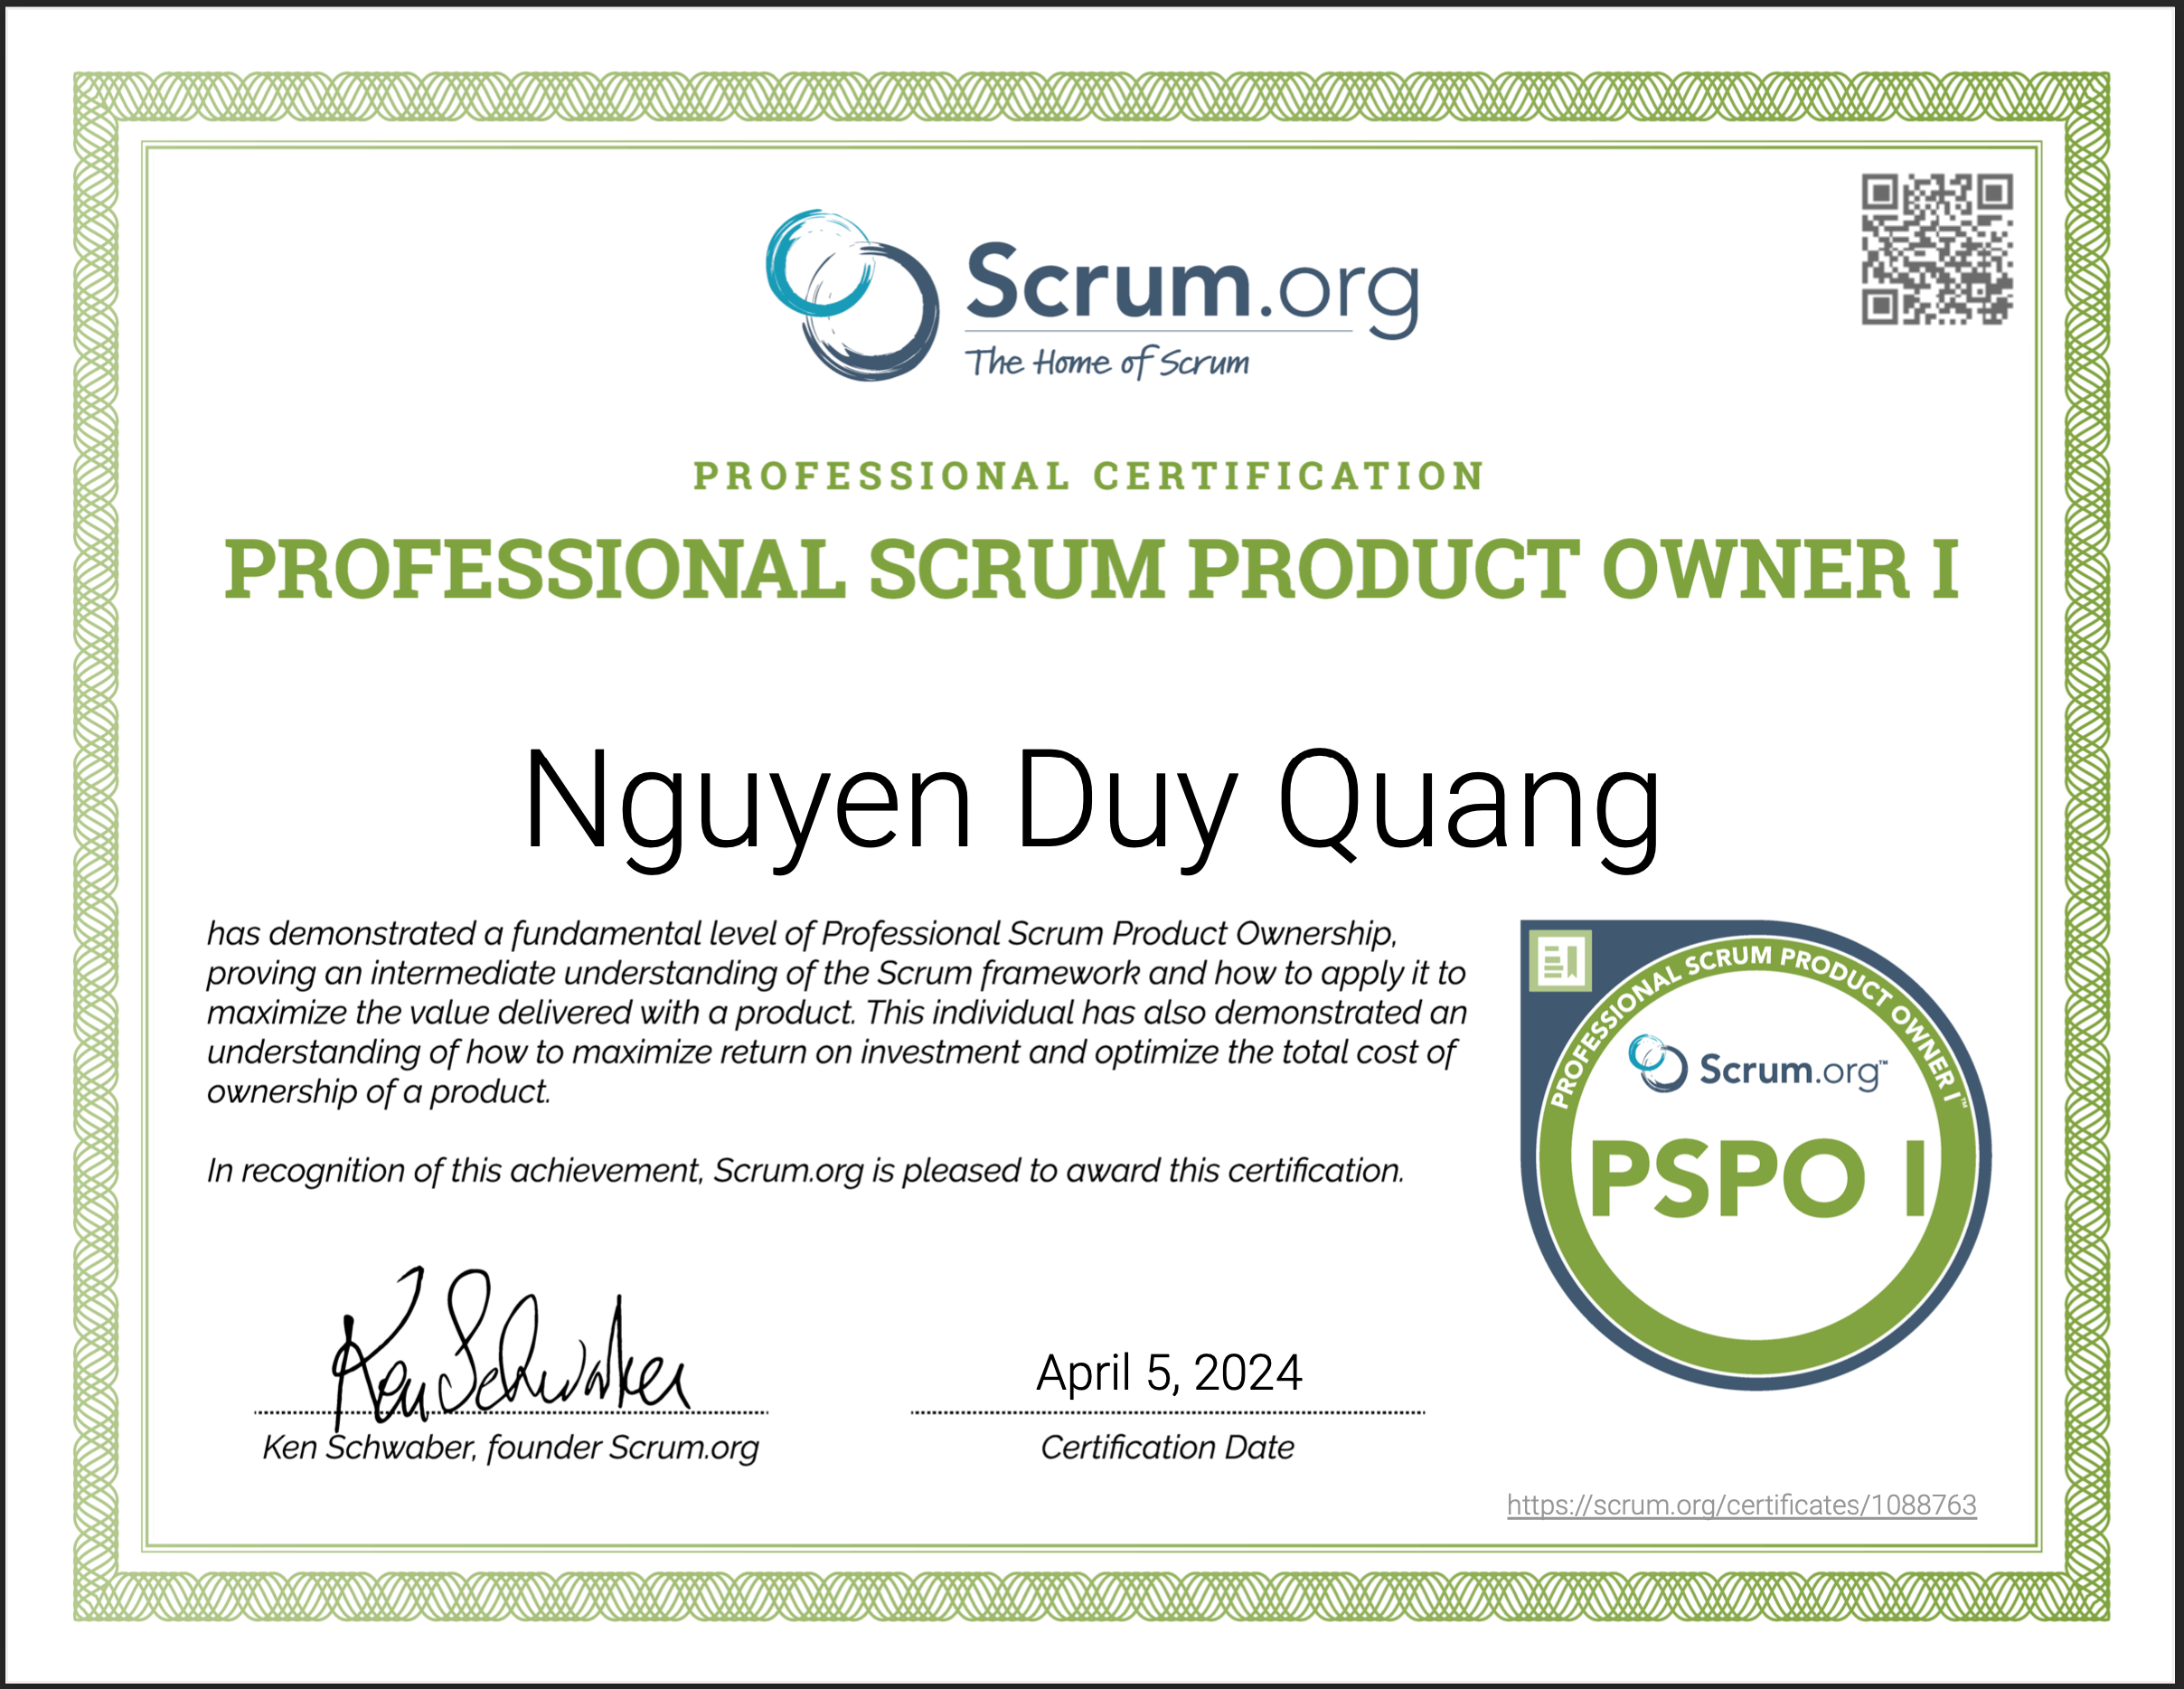 Scrum.org
The Home of Scrum
PROFESSIONAL CERTIFICATION
PROFESSIONAL SCRUM PRODUCT OWNER I
Nguyen Duy Quang
has demonstrated a fundamental level of Professional Scrum Product Ownership,
proving an intermediate understanding of the Scrum framework and how to apply it to
maximize the value delivered with a product. This individual has also demonstrated an
understanding of how to maximize return on investment and optimize the total cost of
ownership of a product.
In recognition of this achievement, Scrum.org is pleased to award this certification.
PROFESSIONAL SCRUM PRODUCT OWNER I™
Scrum.org™
PSPO I
Ken Schwaber
Ken Schwaber, founder Scrum.org
April 5, 2024
Certification Date
https://scrum.org/certificates/1088763